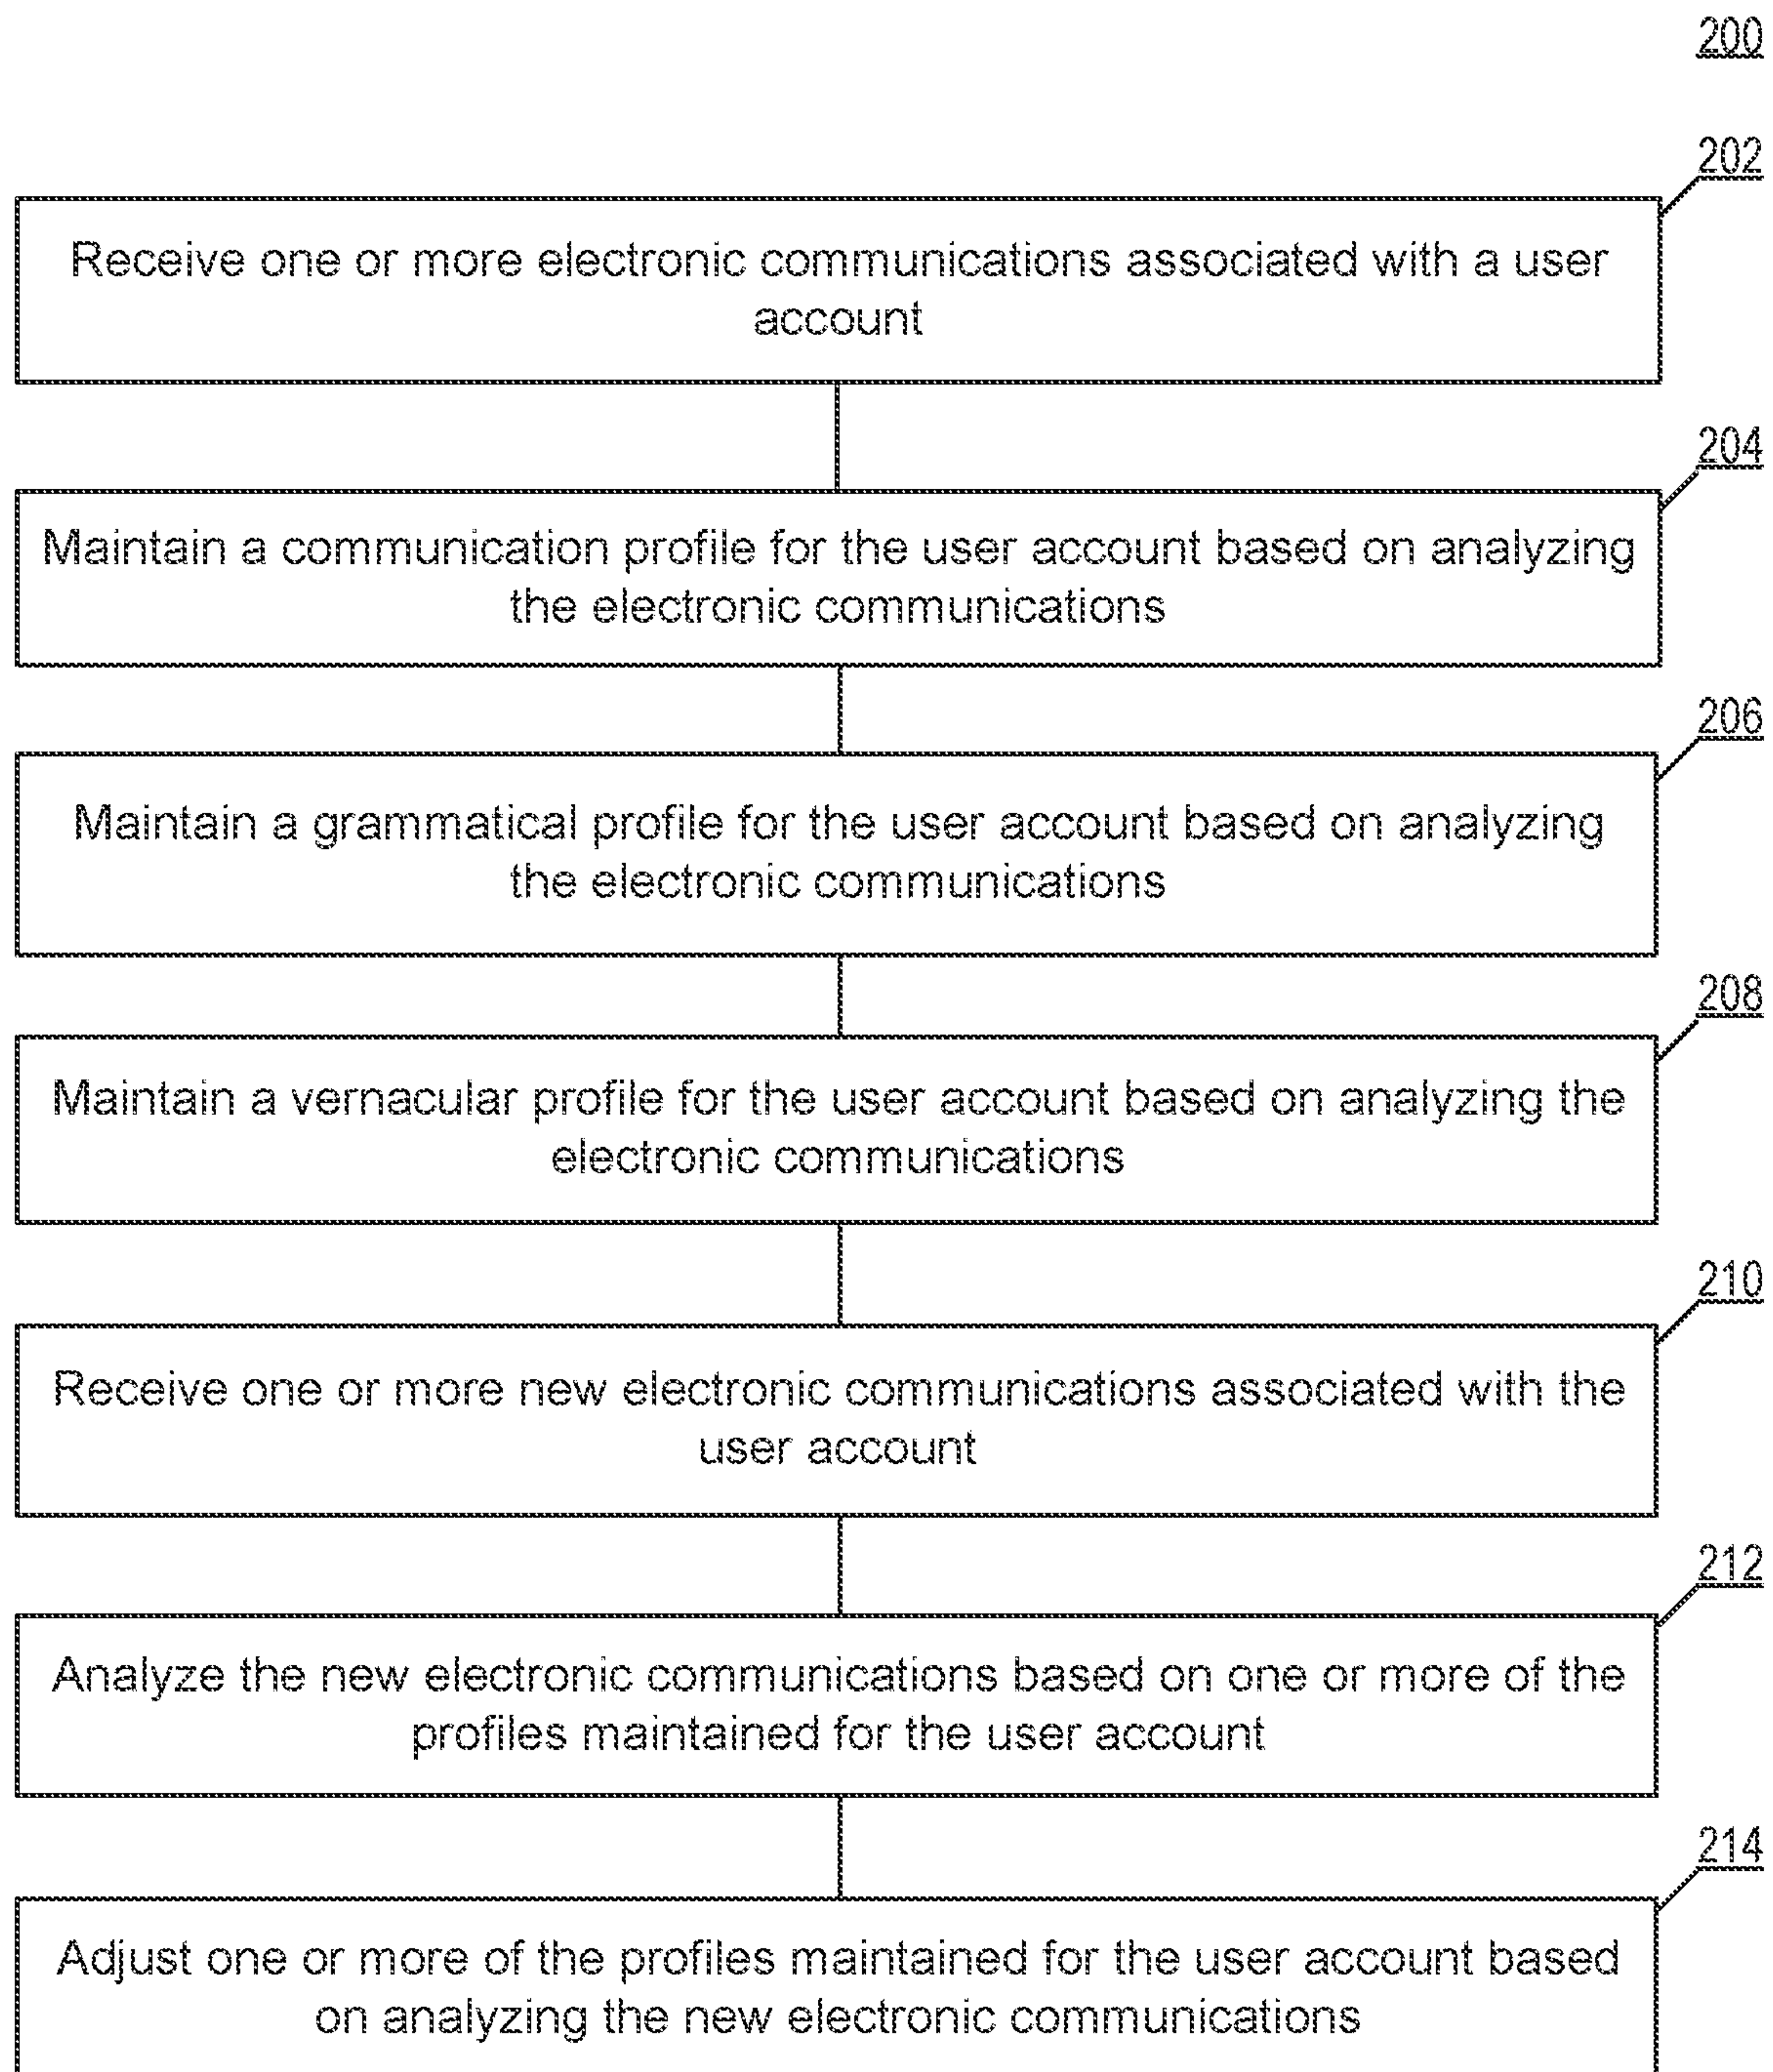 200
202
Receive one or more electronic communications associated with a user
account
204
Maintain a communication profile for the user account based on analyzing
the electronic communications
206
Maintain a grammatical profile for the user account based on analyzing
the electronic communications
208
Maintain a vernacular profile for the user account based on analyzing the
electronic communications
210
Receive one or more new electronic communications associated with the
user account
212
Analyze the new electronic communications based on one or more of the
profiles maintained for the user account
214
Adjust one or more of the profiles maintained for the user account based
on analyzing the new electronic communications